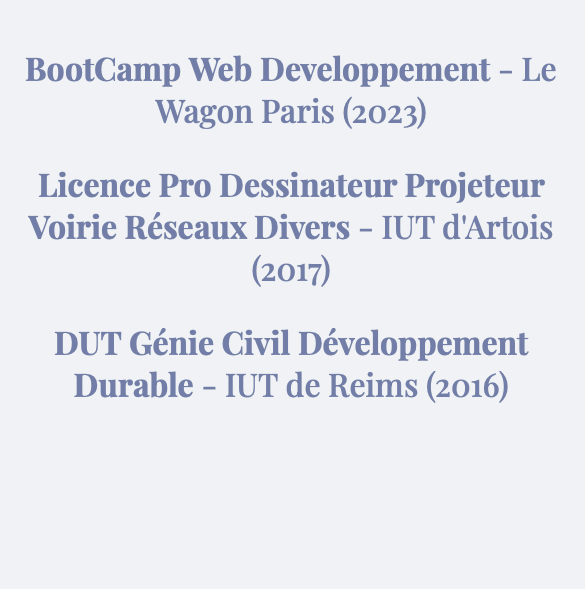 BootCamp Web Developpement - Le
Wagon Paris (2023)
Licence Pro Dessinateur Projeteur
Voirie Réseaux Divers - IUT d'Artois
(2017)
DUT Génie Civil Développement
Durable - IUT de Reims (2016)